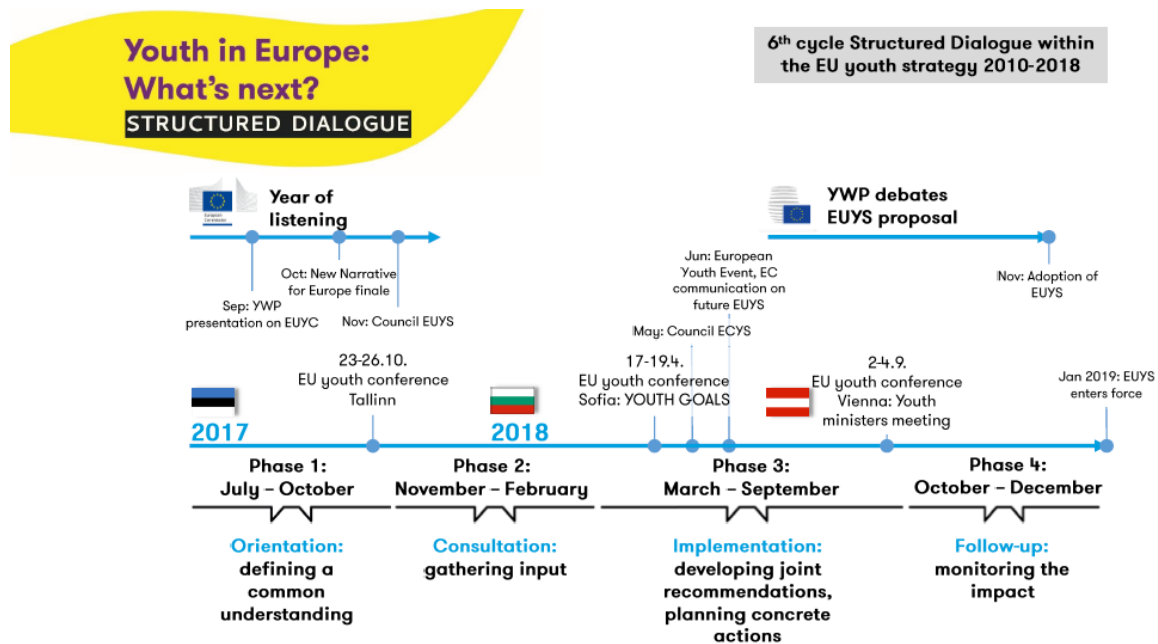 Youth in Europe:
What's next?
STRUCTURED DIALOGUE
6th cycle Structured Dialogue within
the EU youth strategy 2010-2018
European
Commission
Year of
listening
YWP debates
EUYS proposal
Sep: YWP
presentation on EUYC
Oct: New Narrative
for Europe finale
Nov: Council EUYS
Jun: European
Youth Event, EC
communication on
future EUYS
May: Council ECYS
Nov: Adoption of
EUYS
23-26.10.
EU youth conference
Tallinn
17-19.4.
EU youth conference
Sofia: YOUTH GOALS
2-4.9.
EU youth conference
Vienna: Youth
ministers meeting
Jan 2019: EUYS
enters force
2017
2018
Phase 1:
July – October
Phase 2:
November – February
Phase 3:
March – September
Phase 4:
October – December
Orientation:
defining a
common
understanding
Consultation:
gathering input
Implementation:
developing joint
recommendations,
planning concrete
actions
Follow-up:
monitoring the
impact